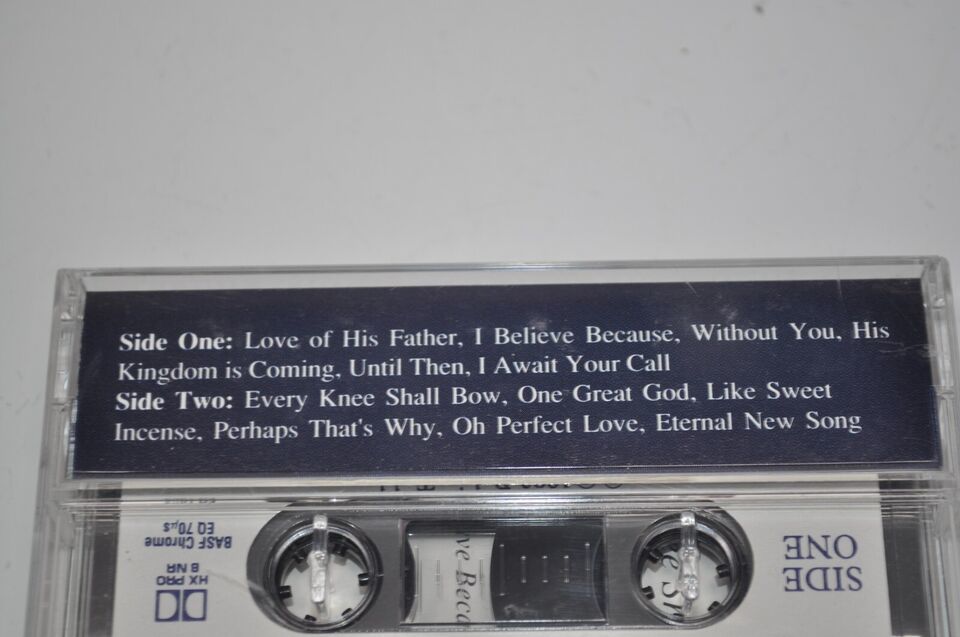 Side One: Love of His Father, I Believe Because, Without You, His
Kingdom is Coming, Until Then, I Await Your Call
Side Two: Every Knee Shall Bow, One Great God, Like Sweet
Incense, Perhaps That's Why, Oh Perfect Love, Eternal New Song
SIDE
ONE
HX PRO
B NR
BASF Chrome
EQ 70µs